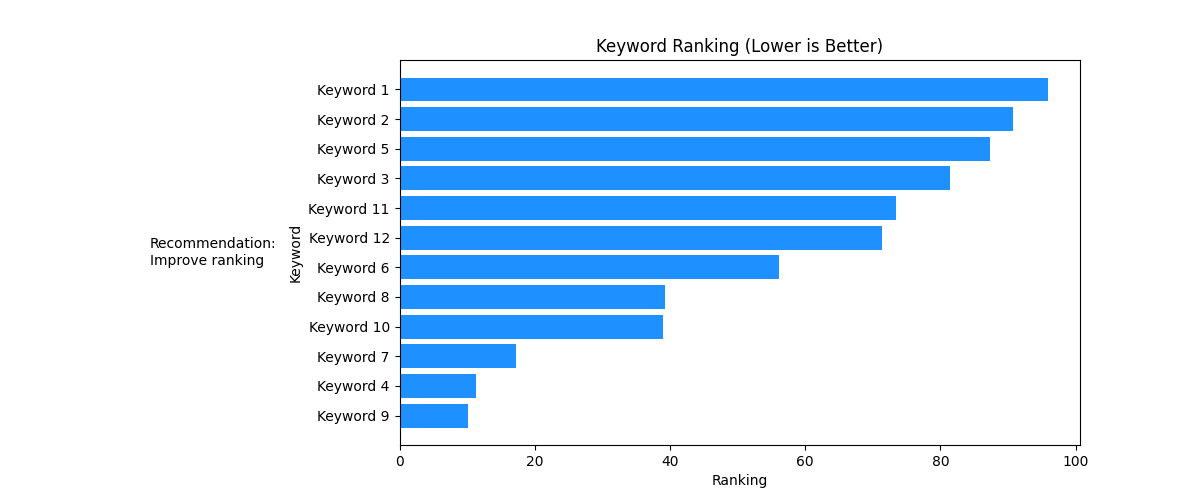 Keyword Ranking (Lower is Better)
Keyword 1
Keyword 2
Keyword 5
Keyword 3
Keyword 11
Keyword 12
Keyword 6
Keyword 8
Keyword 10
Keyword 7
Keyword 4
Keyword 9
Keyword
Recommendation:
Improve ranking
0 20 40 60 80 100
Ranking